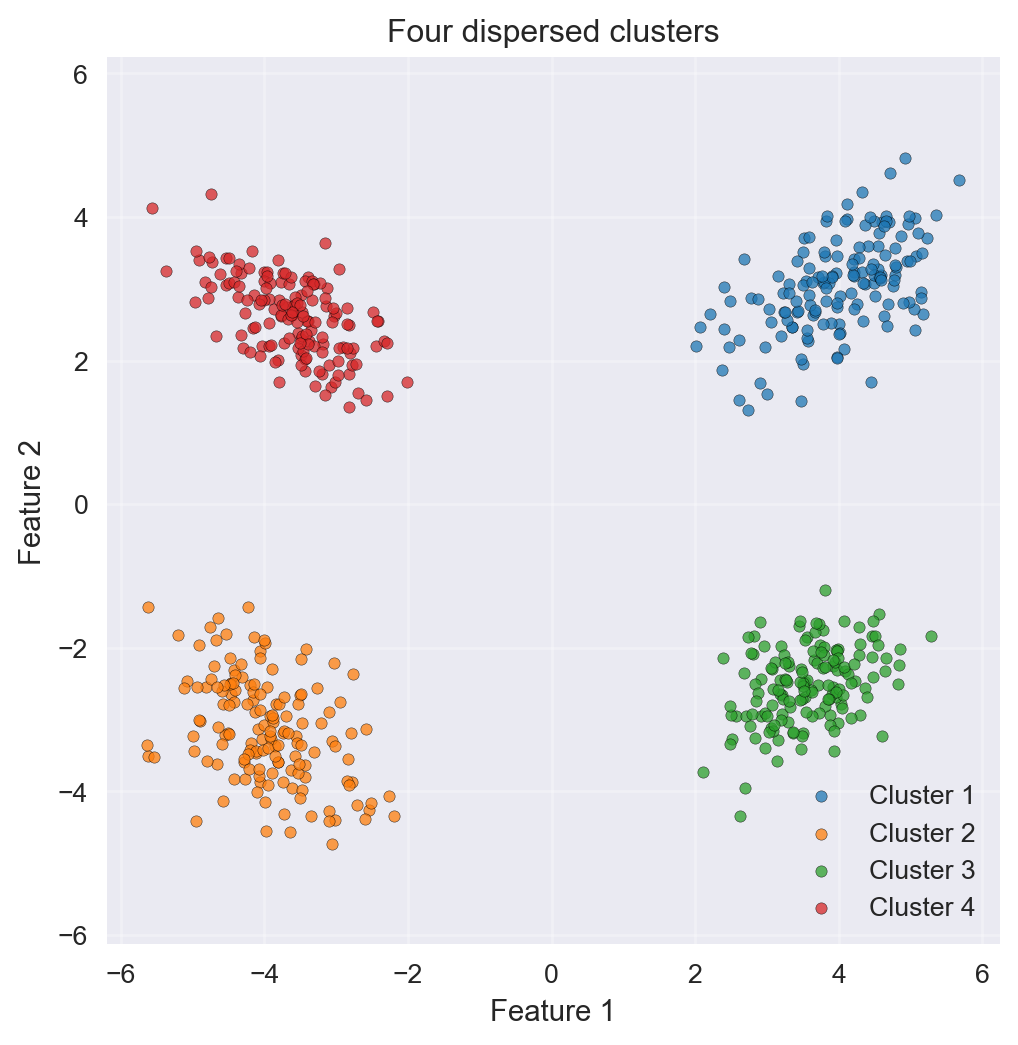 Four dispersed clusters
6
4
2
0
−2
−4
−6
Feature 2
Cluster 1
Cluster 2
Cluster 3
Cluster 4
−6 −4 −2 0 2 4 6
Feature 1